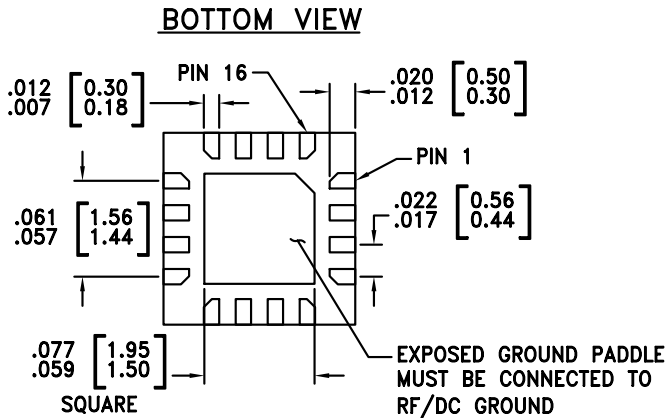 BOTTOM VIEW
PIN 16
.012 [0.30]
.007 [0.18]
.020 [0.50]
.012 [0.30]
PIN 1
.061 [1.56]
.057 [1.44]
.022 [0.56]
.017 [0.44]
.077 [1.95]
.059 [1.50]
SQUARE
EXPOSED GROUND PADDLE
MUST BE CONNECTED TO
RF/DC GROUND